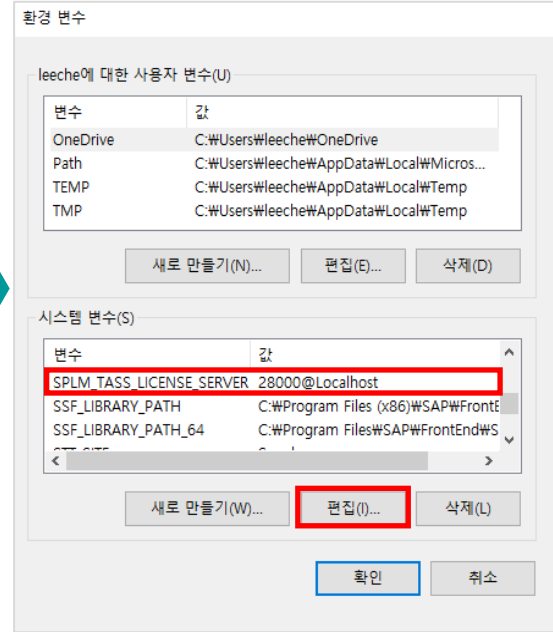 환경 변수
leeche에 대한 사용자 변수(U)
변수 값
OneDrive C:₩Users₩leeche₩OneDrive
Path C:₩Users₩leeche₩AppData₩Local₩Micros...
TEMP C:₩Users₩leeche₩AppData₩Local₩Temp
TMP C:₩Users₩leeche₩AppData₩Local₩Temp
새로 만들기(N)... 편집(E)... 삭제(D)
시스템 변수(S)
변수 값
SPLM_TASS_LICENSE_SERVER 28000@Localhost
SSF_LIBRARY_PATH C:₩Program Files (x86)₩SAP₩FrontE
SSF_LIBRARY_PATH_64 C:₩Program Files₩SAP₩FrontEnd₩S
새로 만들기(W)... 편집(I)... 삭제(L)
확인 취소